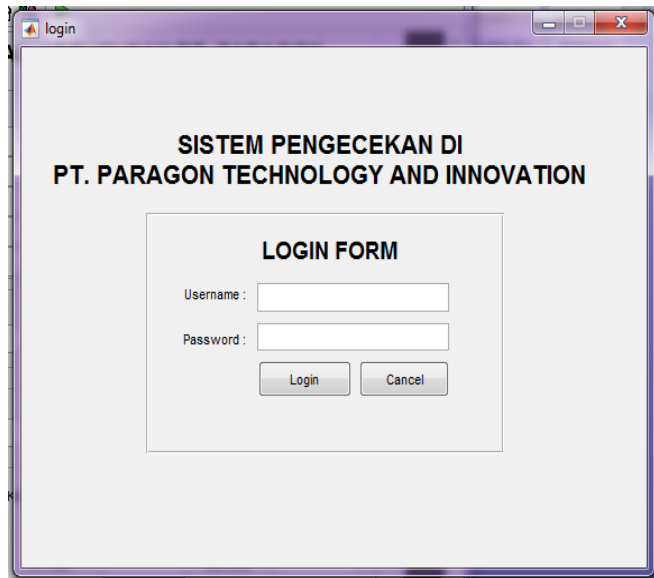 login
SISTEM PENGECEKAN DI
PT. PARAGON TECHNOLOGY AND INNOVATION
LOGIN FORM
Username :
Password :
Login Cancel